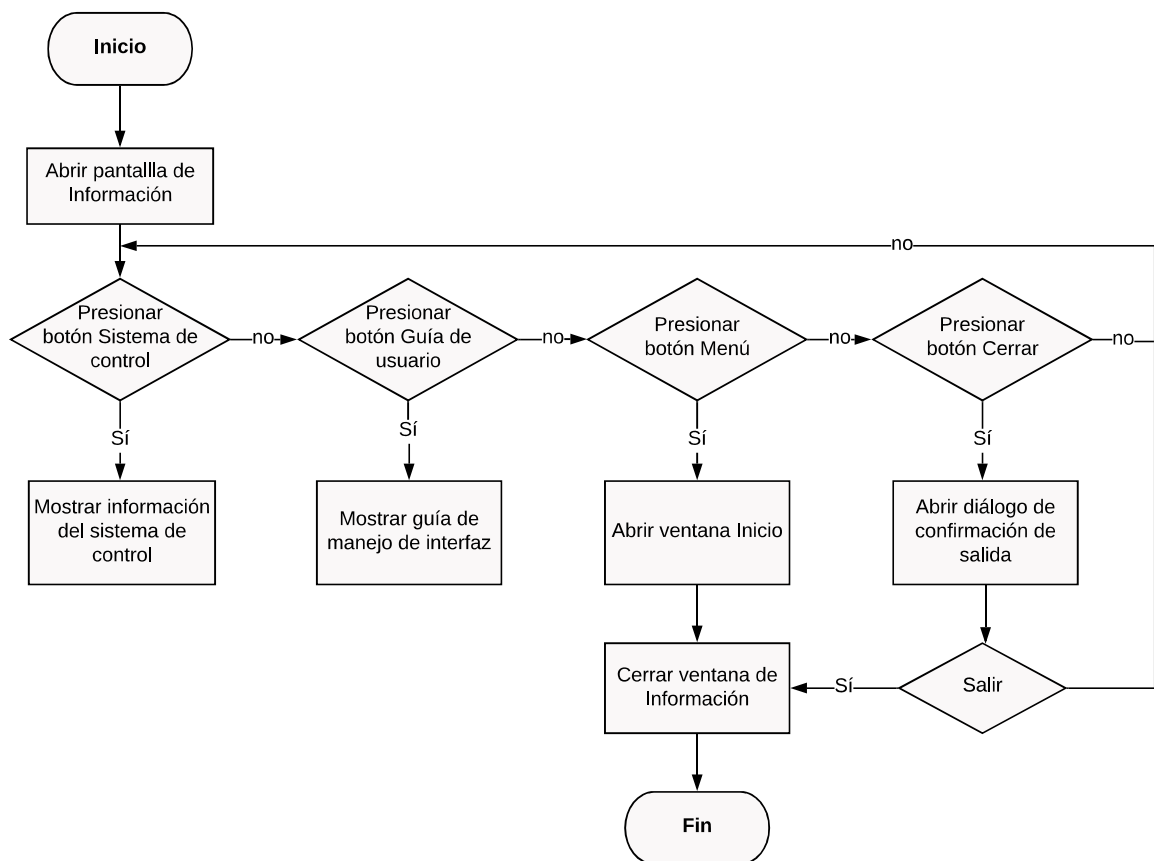 Inicio
Abrir pantallla de
Información
no
Presionar
botón Sistema de
control
no
Presionar
botón Guía de
usuario
no
Presionar
botón Menú
no
Presionar
botón Cerrar
no
Sí
Sí
Sí
Sí
Mostrar información
del sistema de
control
Mostrar guía de
manejo de interfaz
Abrir ventana Inicio
Abrir diálogo de
confirmación de
salida
Cerrar ventana de
Información
Sí
Salir
Fin